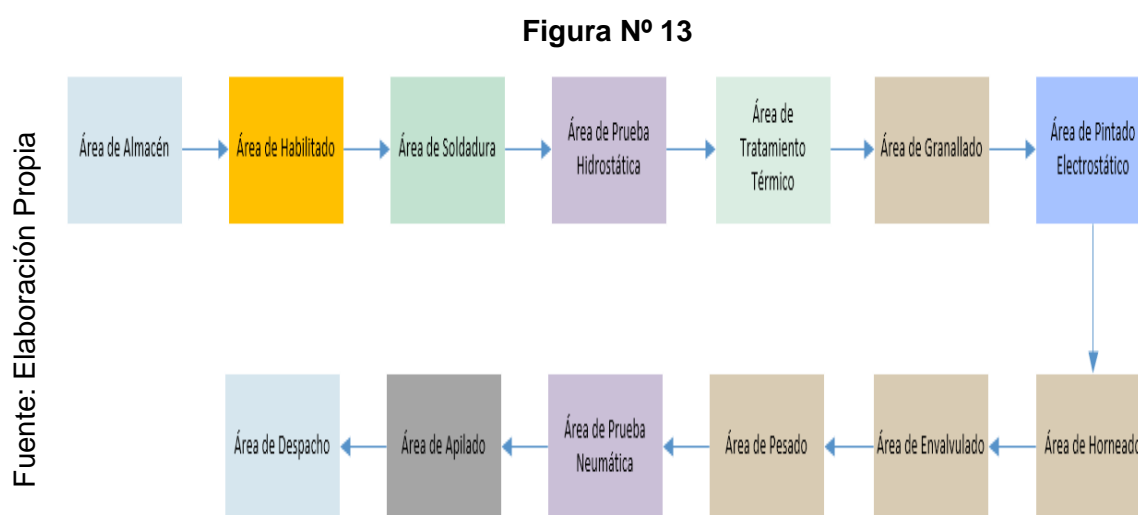 Figura Nº 13
Fuente: Elaboración Propia
Área de Almacén
Área de Habilitado
Área de Soldadura
Área de Prueba
Hidrostática
Área de
Tratamiento
Térmico
Área de Granallado
Área de Pintado
Electrostático
Área de Despacho
Área de Apilado
Área de Prueba
Neumática
Área de Pesado
Área de Envalvulado
Área de Horneado